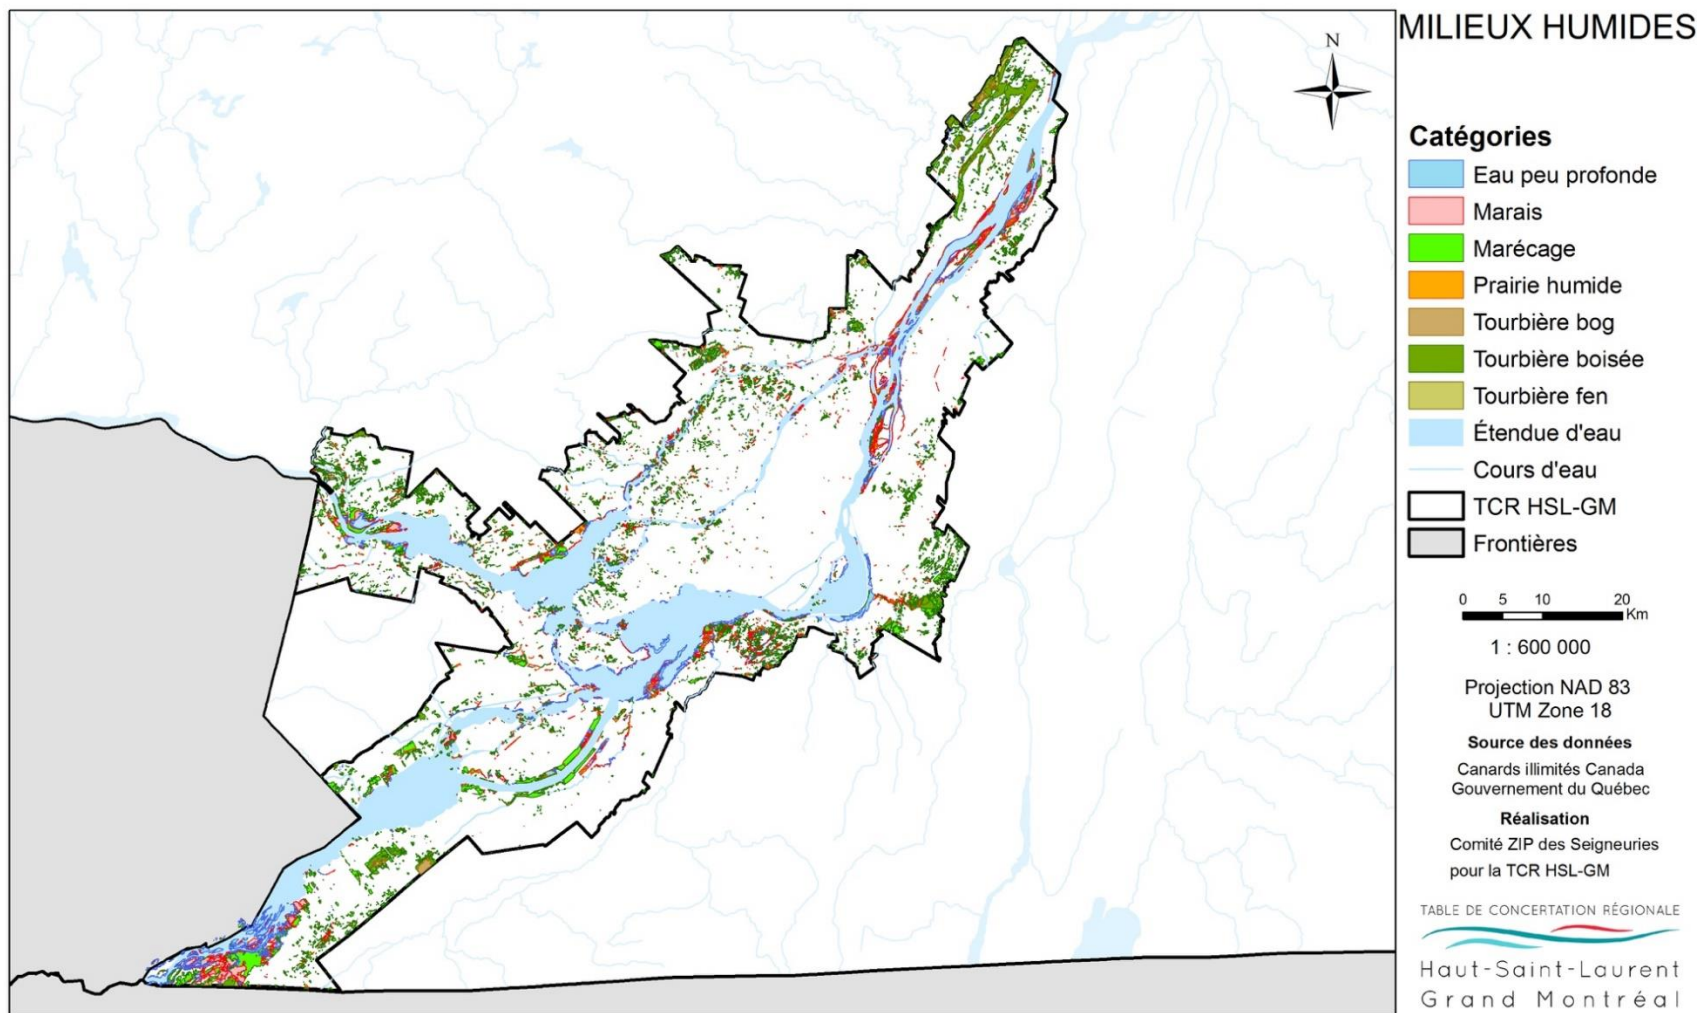 MILIEUX HUMIDES
N
Catégories
Eau peu profonde
Marais
Marécage
Prairie humide
Tourbière bog
Tourbière boisée
Tourbière fen
Étendue d'eau
Cours d'eau
TCR HSL-GM
Frontières
0 5 10 20
Km
1 : 600 000
Projection NAD 83
UTM Zone 18
Source des données
Canards illimités Canada
Gouvernement du Québec
Réalisation
Comité ZIP des Seigneuries
pour la TCR HSL-GM
TABLE DE CONCERTATION RÉGIONALE
Haut-Saint-Laurent
Grand Montréal